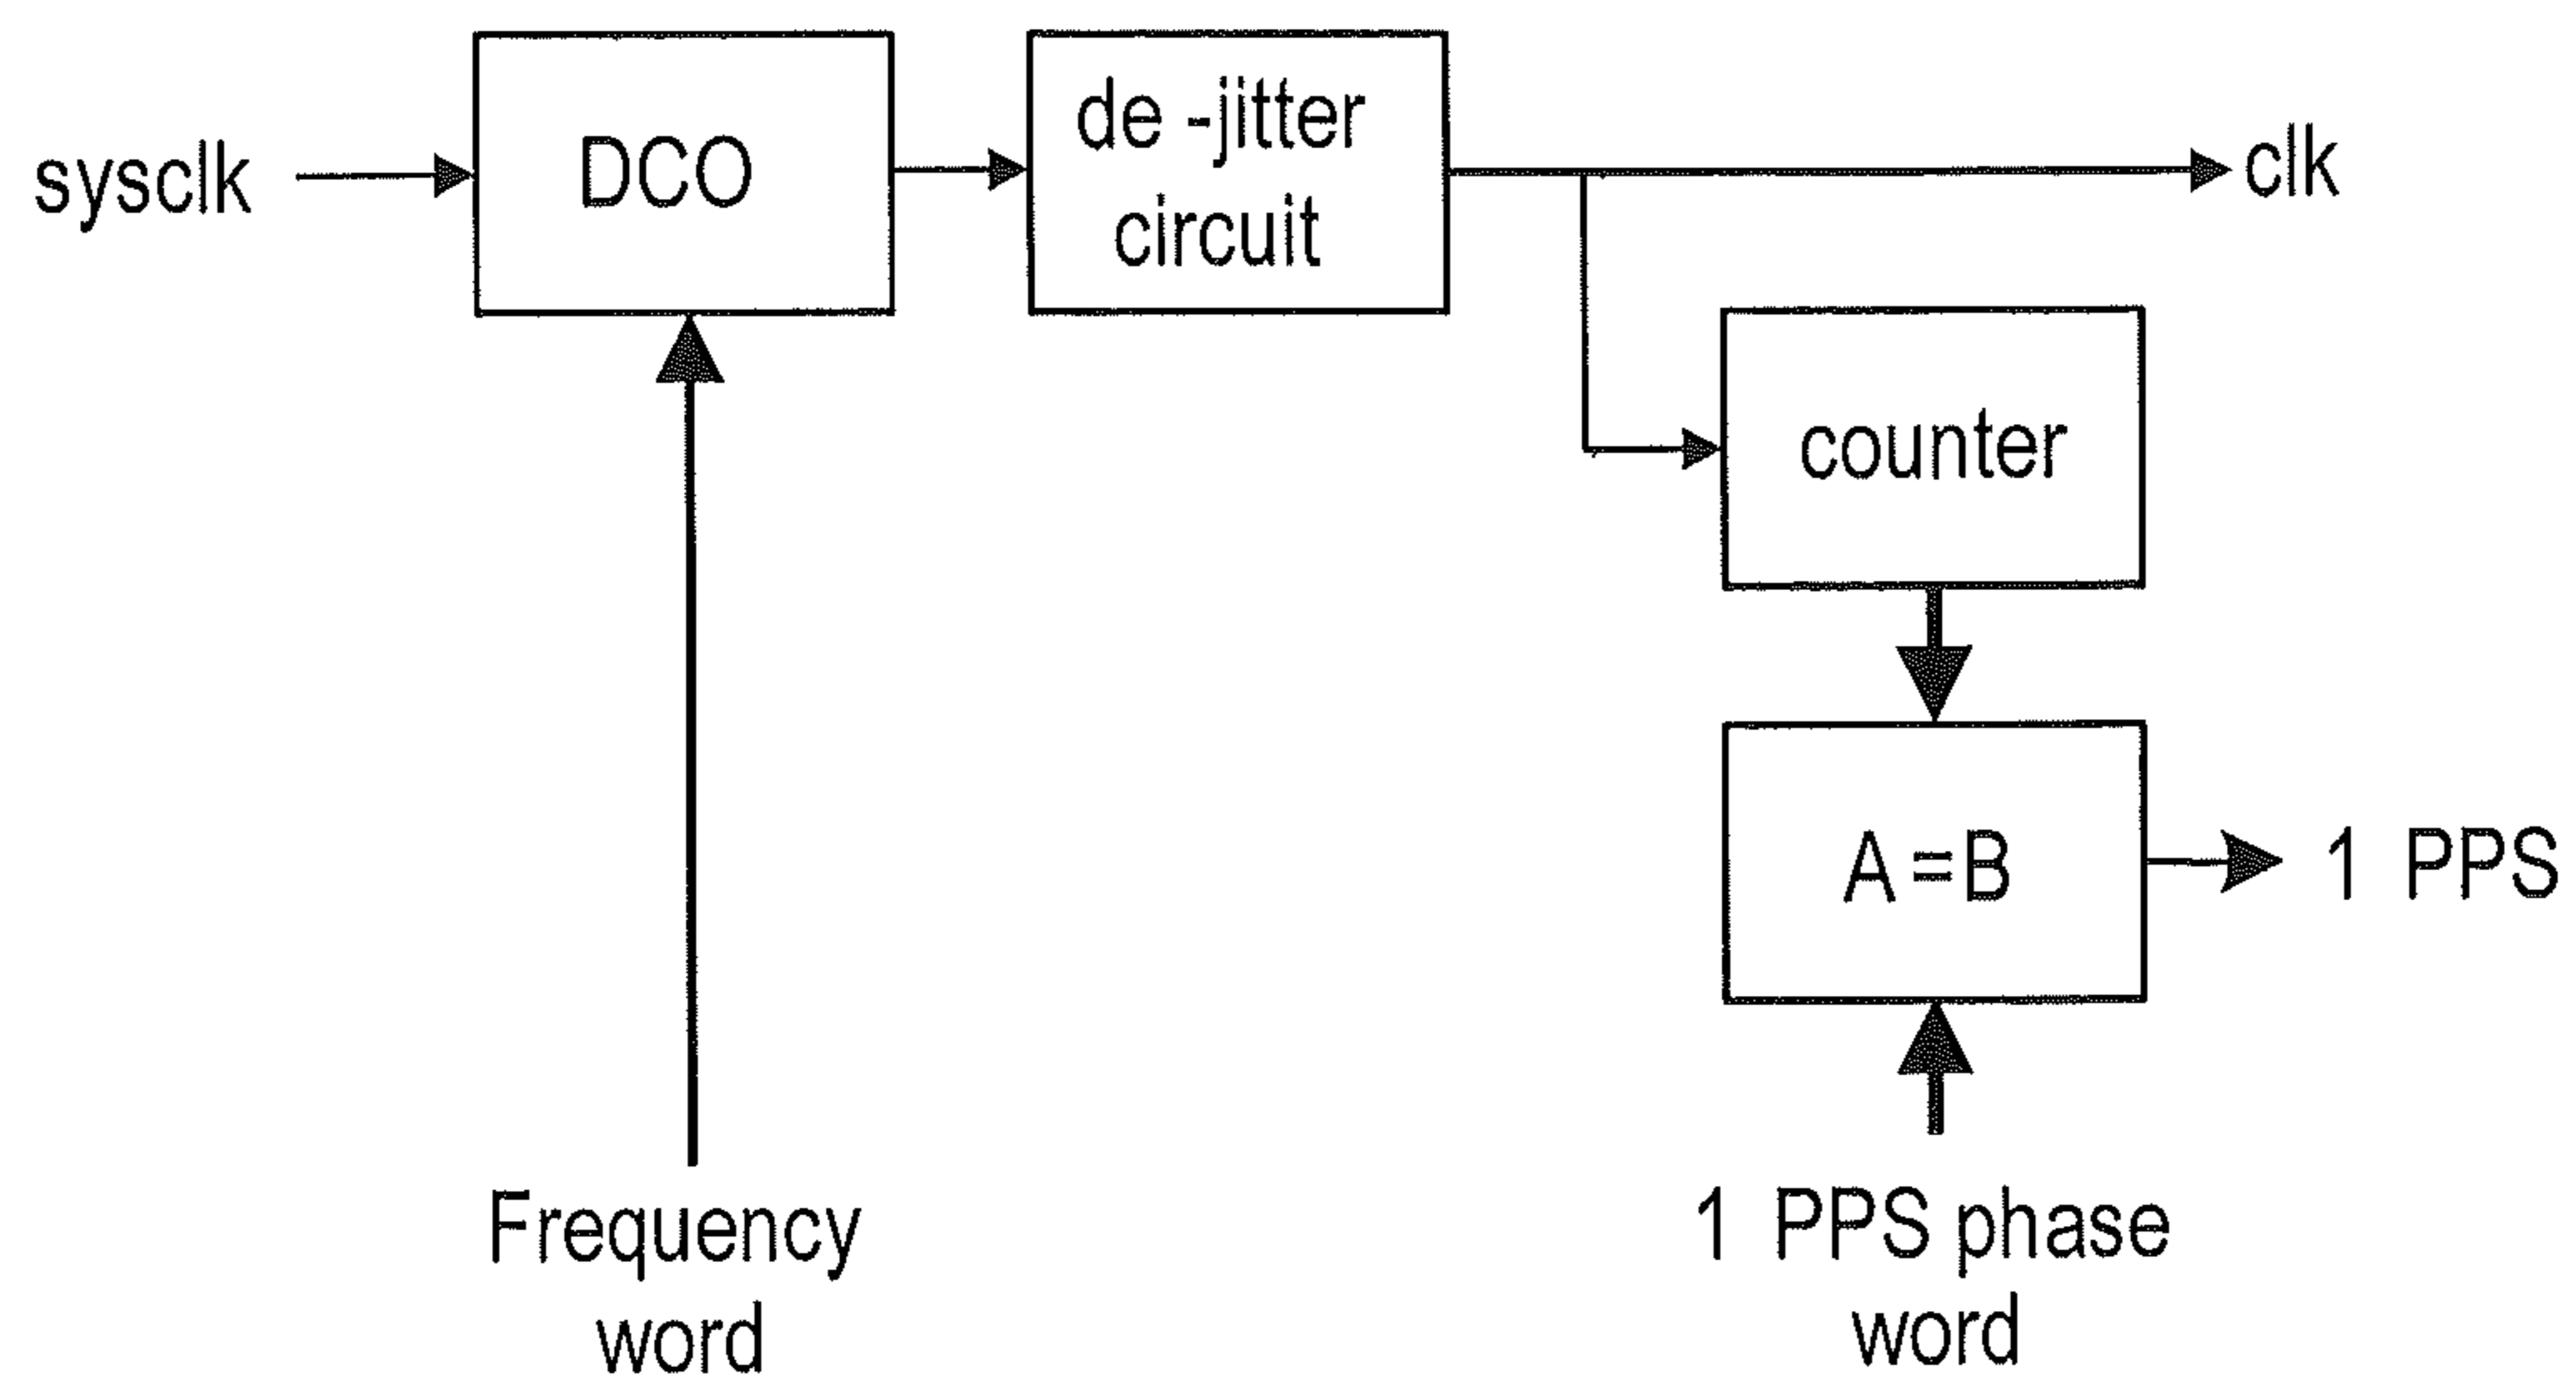 sysclk
DCO
de -jitter
circuit
clk
counter
A =B
1 PPS
Frequency
word
1 PPS phase
word